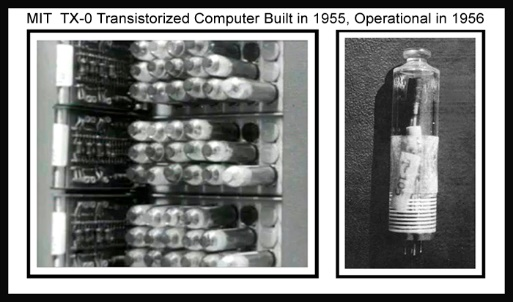 MIT  TX-0 Transistorized Computer Built in 1955, Operational in 1956